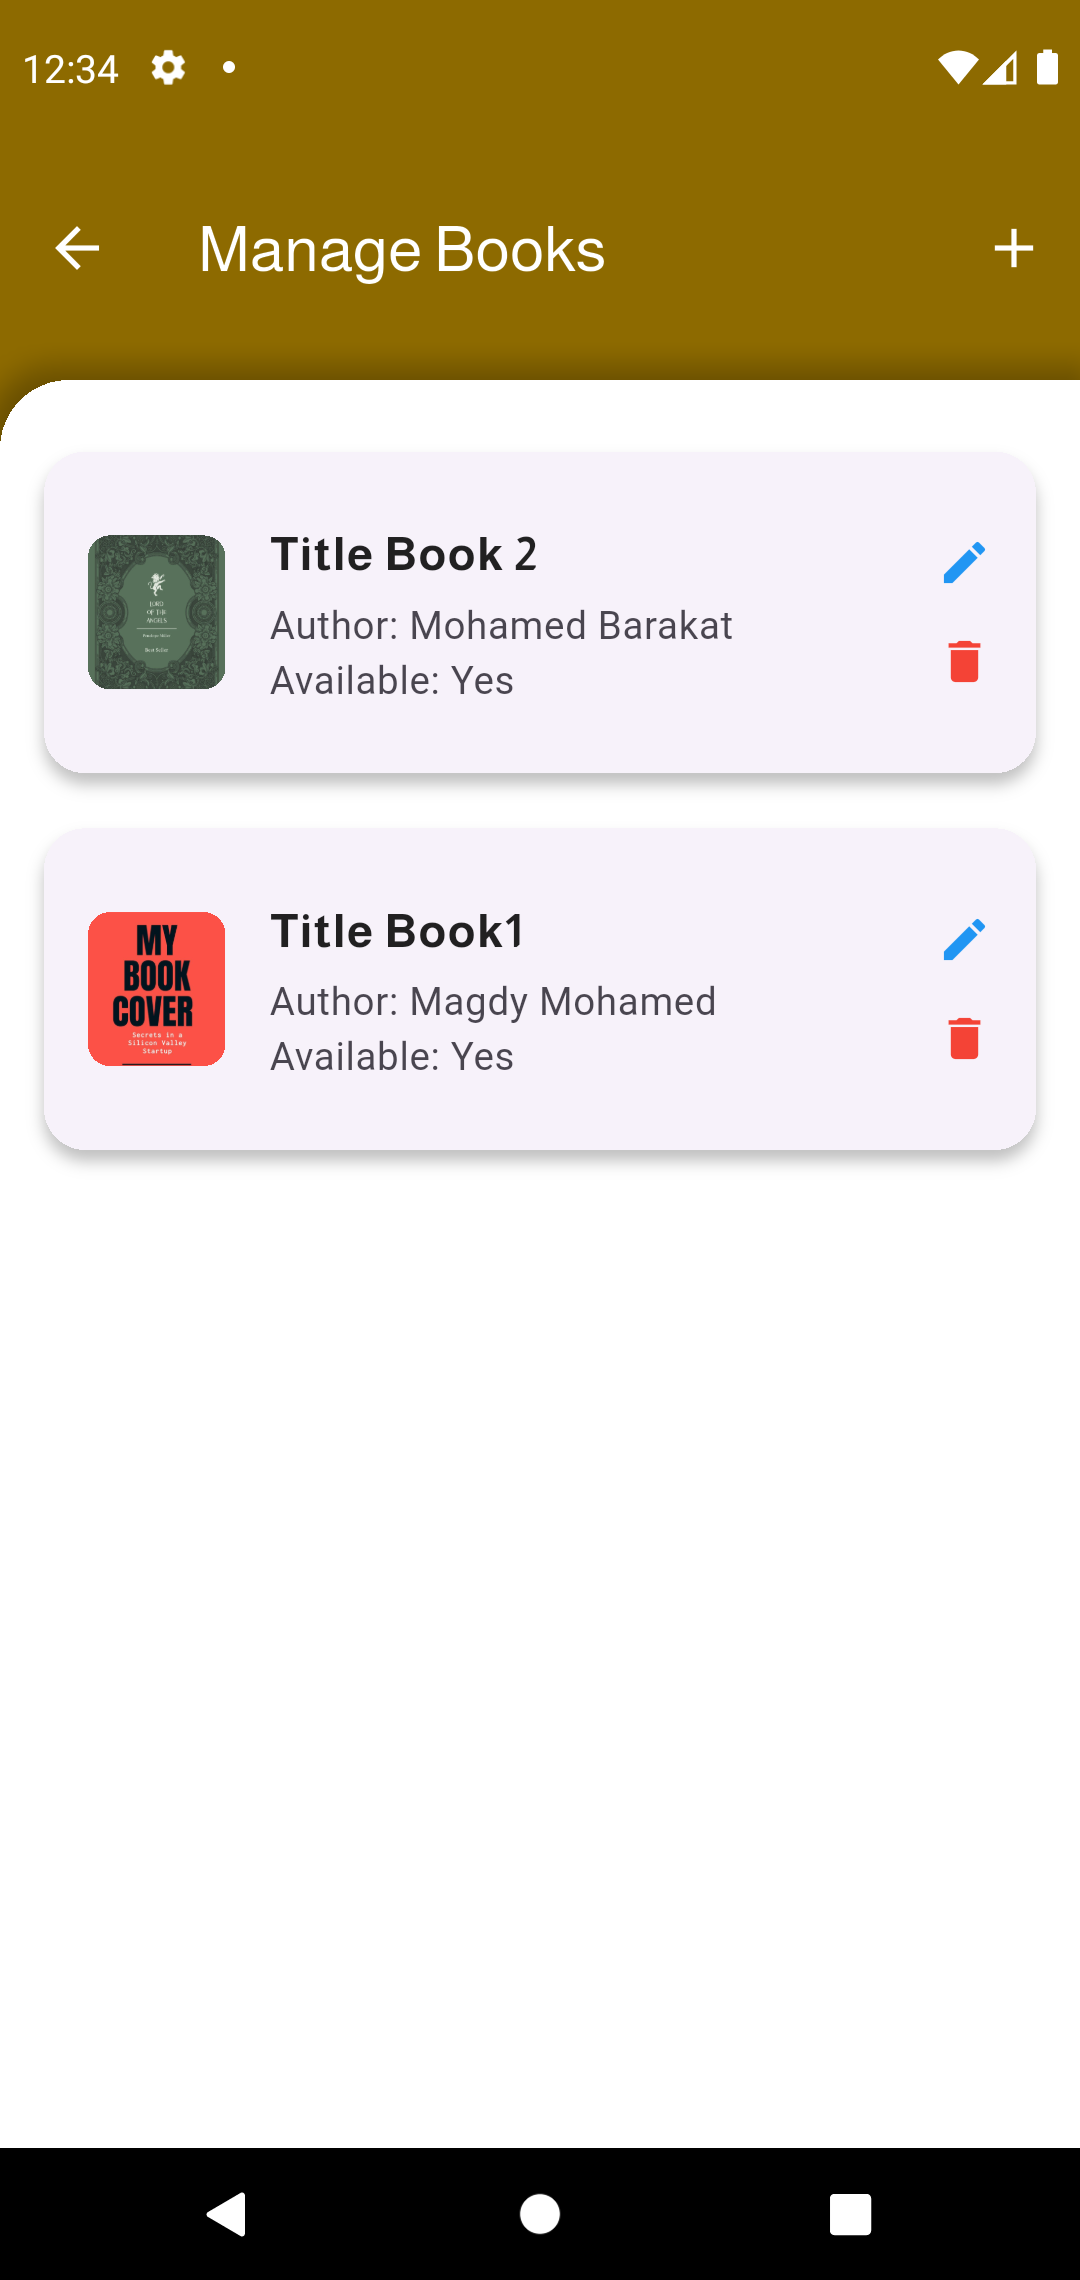 12:34
Manage Books
Title Book 2
Author: Mohamed Barakat
Available: Yes
LORD
OF THE
ANGELS
Best Seller
Title Book1
Author: Magdy Mohamed
Available: Yes
MY
BOOK
COVER
Secrets in a
Silicon Valley
Startup